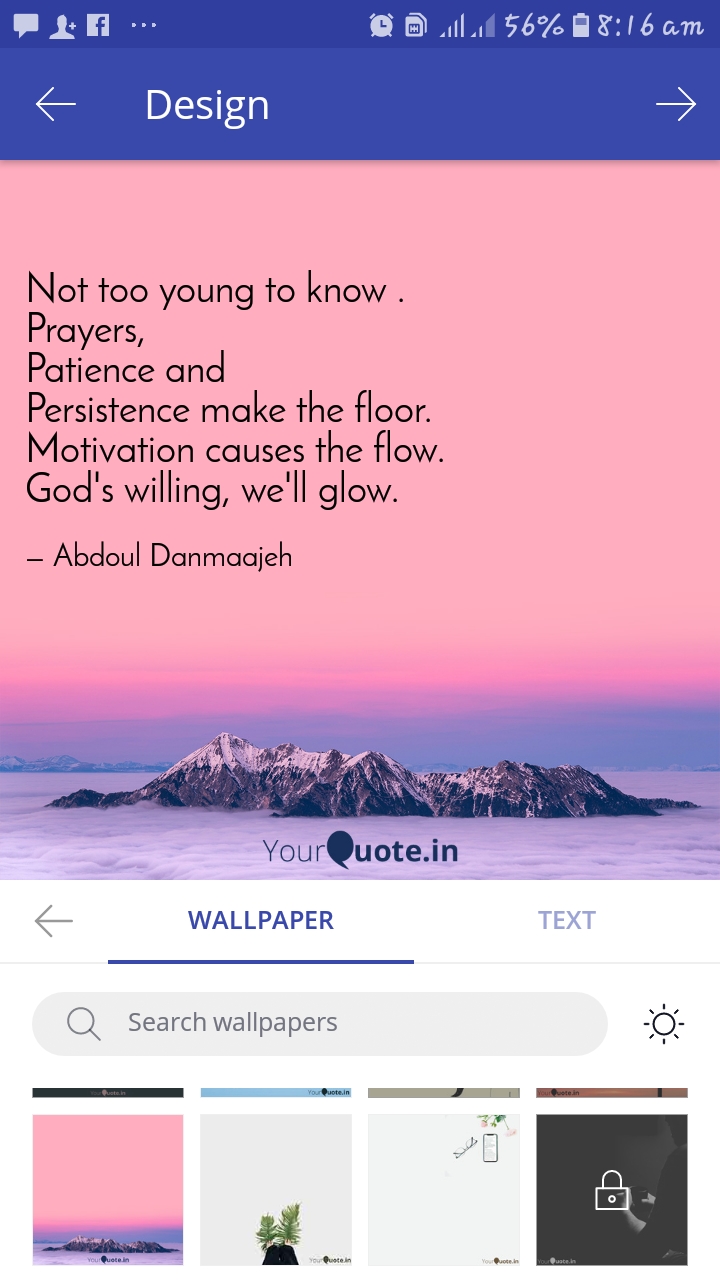 56% 8:16 am
Design
Not too young to know .
Prayers,
Patience and
Persistence make the floor.
Motivation causes the flow.
God's willing, we'll glow.
– Abdoul Danmaajeh
YourQuote.in
WALLPAPER TEXT
Search wallpapers
YourQuote.in YourQuote.in YourQuote.in YourQuote.in
YourQuote.in YourQuote.in YourQuote.in YourQuote.in